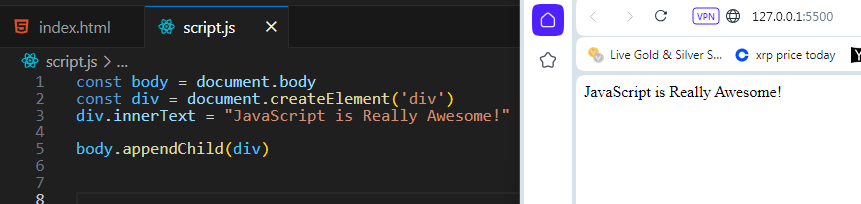 index.html
script.js
script.js > ...
1 const body = document.body
2 const div = document.createElement('div')
3 div.innerText = "JavaScript is Really Awesome!"
4
5 body.appendChild(div)
6
7
8
VPN 127.0.0.1:5500
Live Gold & Silver S... xrp price today
JavaScript is Really Awesome!